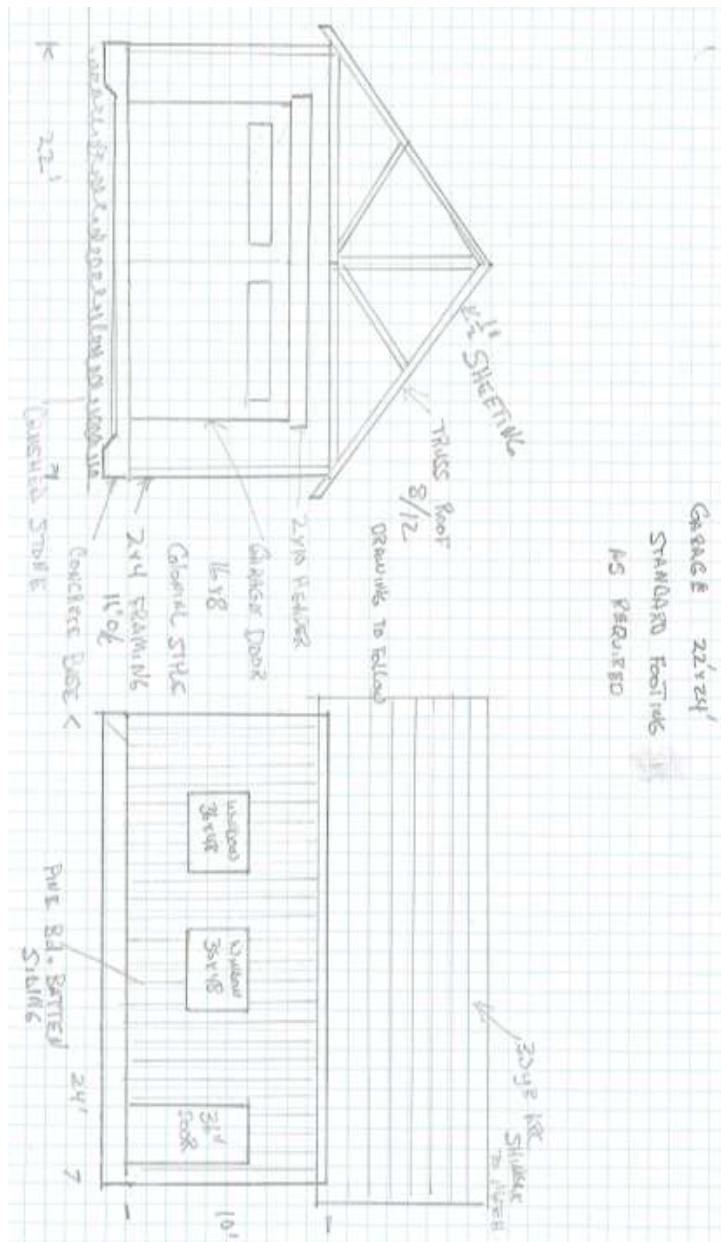 GARAGE 22'x24'
STANDARD FOOTING
AS REQUIRED
1/2" SHEETING
TRUSS ROOF
8/12
DRAWING TO FOLLOW
2x10 HEADER
GARAGE DOOR
16x8
COLONIAL STYLE
2x4 FRAMING
16" O/C
CONCRETE BASE <
CRUSHED STONE
22'
SHINGLE
TO MATCH
WINDOW
36x48
WINDOW
36x48
36"
DOOR
10'
PINE Bd. + BATTEN
SIDING
24'